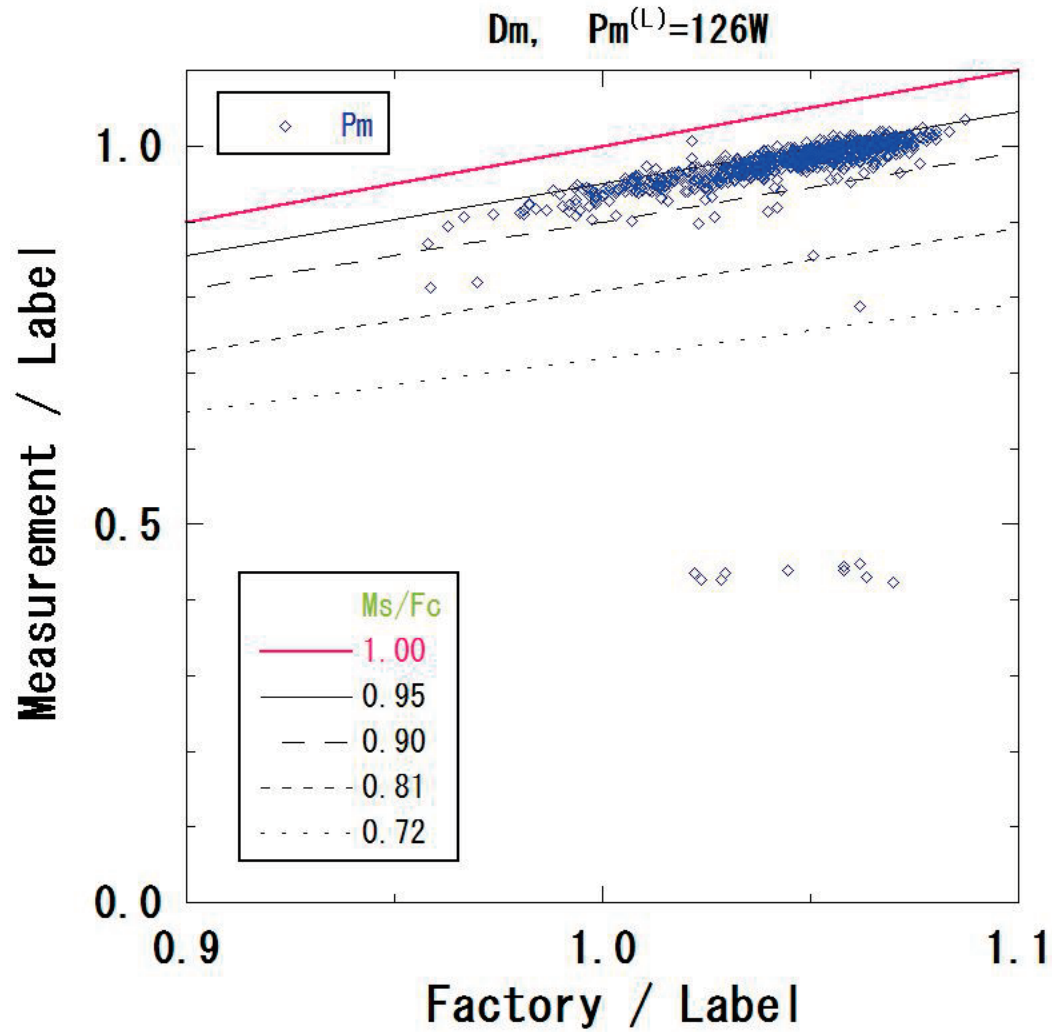 Dm, Pm(L)=126W
Pm
1.0
0.5
0.0
Measurement / Label
Ms/Fc
1.00
0.95
0.90
0.81
0.72
0.9 1.0 1.1
Factory / Label